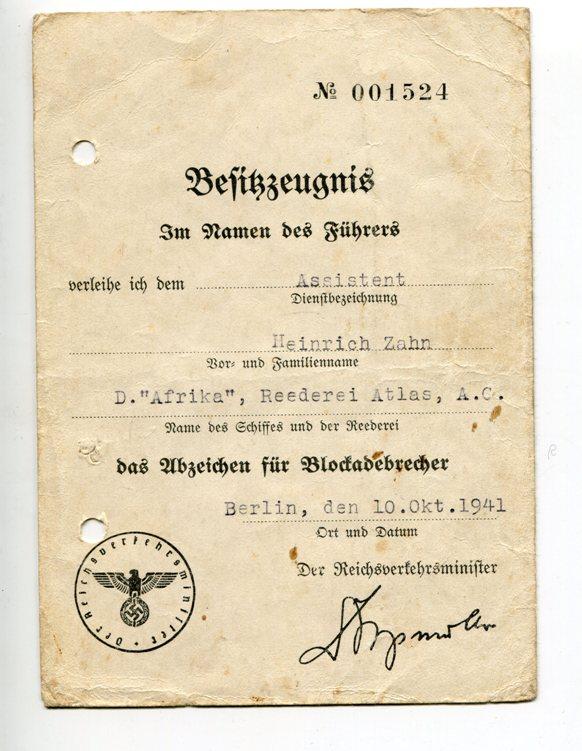 № 001524
Besitzzeugnis
Im Namen des Führers
verleihe ich dem Assistent
Dienstbezeichnung
Heinrich Zahn
Vor- und Familienname
D."Afrika", Reederei Atlas, A.C.
Name des Schiffes und der Reederei
das Abzeichen für Blockadebrecher
Berlin, den 10.Okt.1941
Ort und Datum
Der Reichsverkehrsminister
Der Reichsverkehrsminister